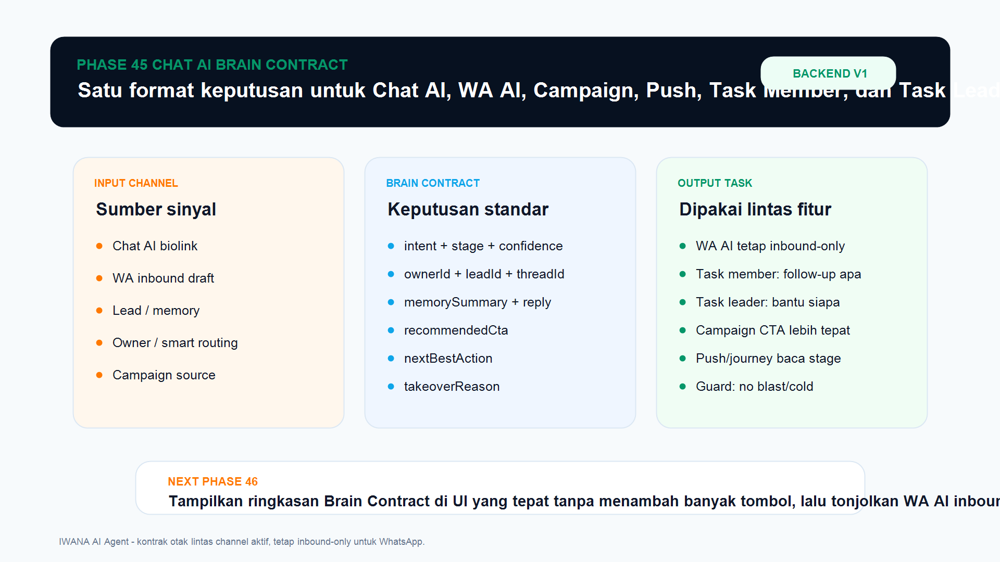 PHASE 45 CHAT AI BRAIN CONTRACT
BACKEND V1
Satu format keputusan untuk Chat AI, WA AI, Campaign, Push, Task Member, dan Task Lead
INPUT CHANNEL
Sumber sinyal
Chat AI biolink
WA inbound draft
Lead / memory
Owner / smart routing
Campaign source
BRAIN CONTRACT
Keputusan standar
intent + stage + confidence
ownerId + leadId + threadId
memorySummary + reply
recommendedCta
nextBestAction
takeoverReason
OUTPUT TASK
Dipakai lintas fitur
WA AI tetap inbound-only
Task member: follow-up apa
Task leader: bantu siapa
Campaign CTA lebih tepat
Push/journey baca stage
Guard: no blast/cold
NEXT PHASE 46
Tampilkan ringkasan Brain Contract di UI yang tepat tanpa menambah banyak tombol, lalu tonjolkan WA AI inboun
IWANA AI Agent - kontrak otak lintas channel aktif, tetap inbound-only untuk WhatsApp.